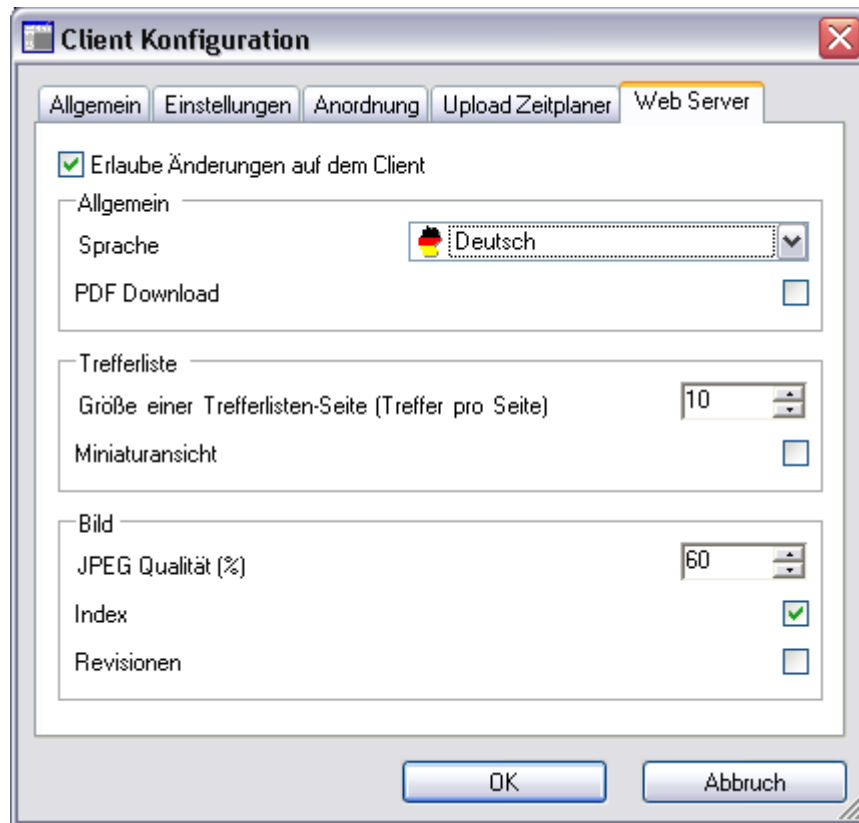 Client Konfiguration
Allgemein Einstellungen Anordnung Upload Zeitplaner Web Server
Erlaube Änderungen auf dem Client
Allgemein
Sprache Deutsch
PDF Download
Trefferliste
Größe einer Trefferlisten-Seite (Treffer pro Seite) 10
Miniaturansicht
Bild
JPEG Qualität (%) 60
Index
Revisionen
OK Abbruch